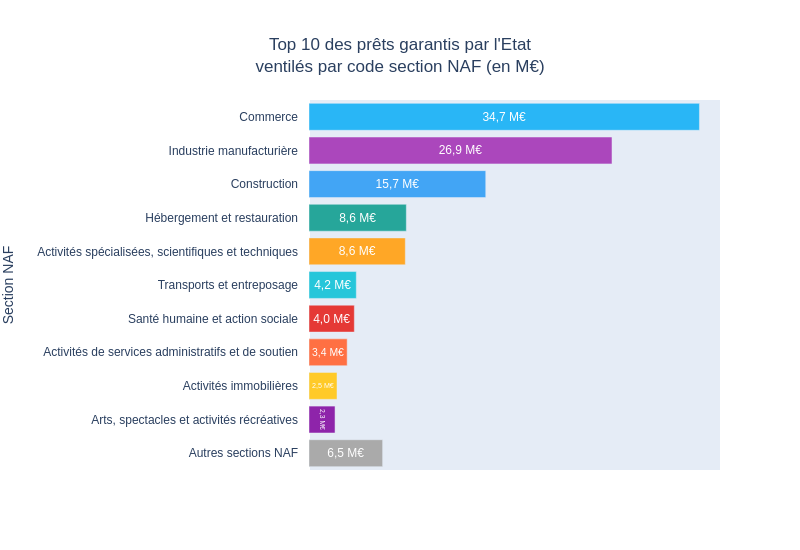 Top 10 des prêts garantis par l'Etat
ventilés par code section NAF (en M€)
Section NAF
Commerce 34,7 M€
Industrie manufacturière 26,9 M€
Construction 15,7 M€
Hébergement et restauration 8,6 M€
Activités spécialisées, scientifiques et techniques 8,6 M€
Transports et entreposage 4,2 M€
Santé humaine et action sociale 4,0 M€
Activités de services administratifs et de soutien 3,4 M€
Activités immobilières 2,5 M€
Arts, spectacles et activités récréatives 2,3 M€
Autres sections NAF 6,5 M€